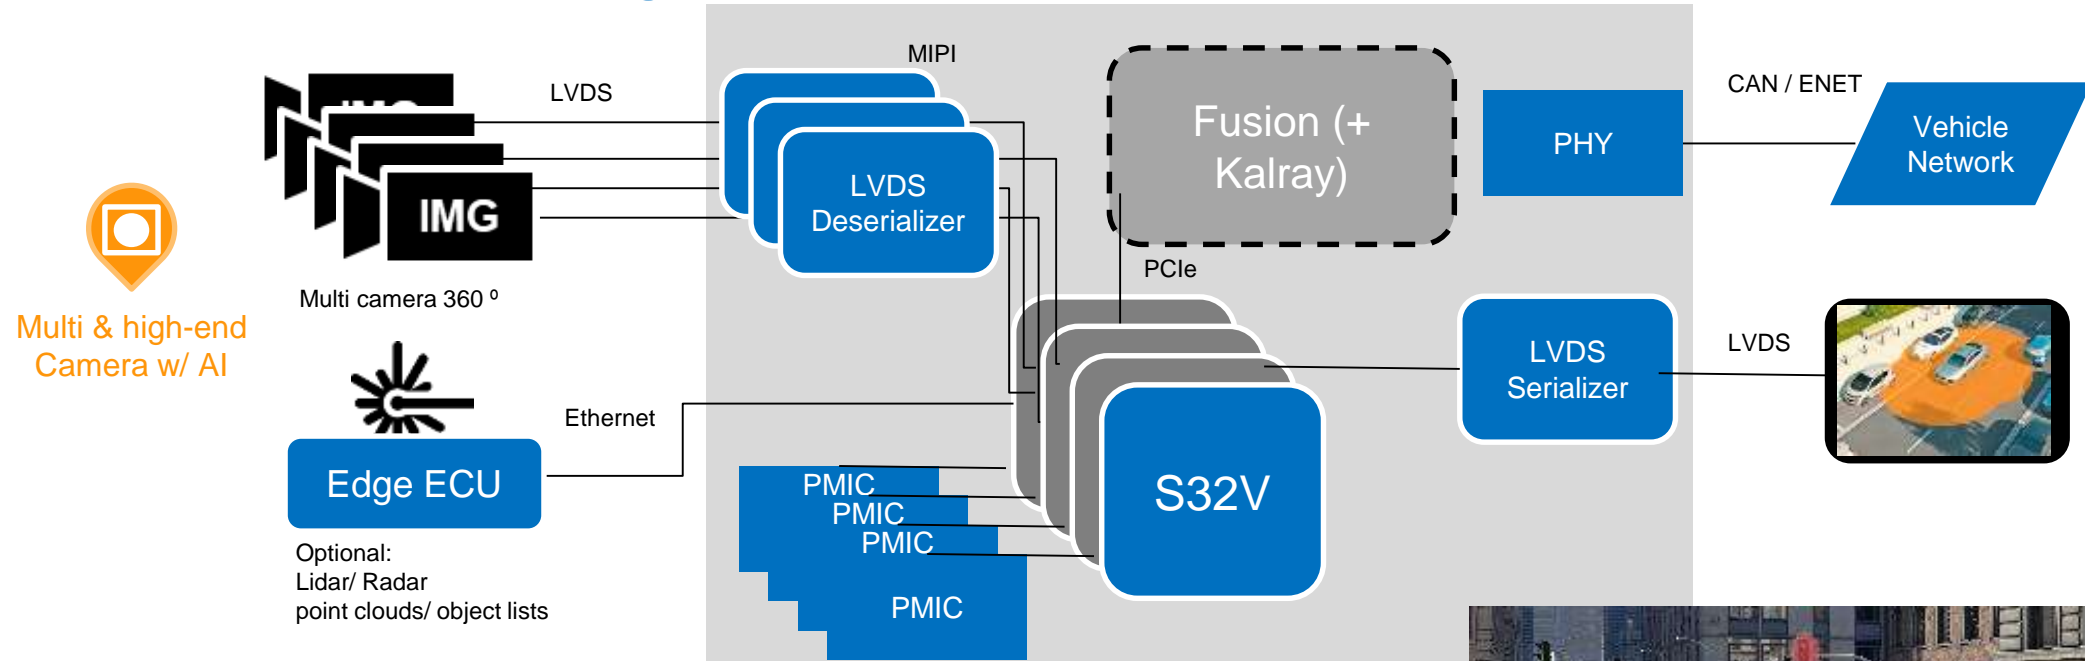 MIPI
LVDS
IMG
IMG
LVDS
Deserializer
Multi camera 360 º
Multi & high-end
Camera w/ AI
Fusion (+
Kalray)
PCIe
PHY
CAN / ENET
Vehicle
Network
LVDS
Serializer
LVDS
Ethernet
Edge ECU
Optional:
Lidar/ Radar
point clouds/ object lists
PMIC
PMIC
PMIC
PMIC
S32V